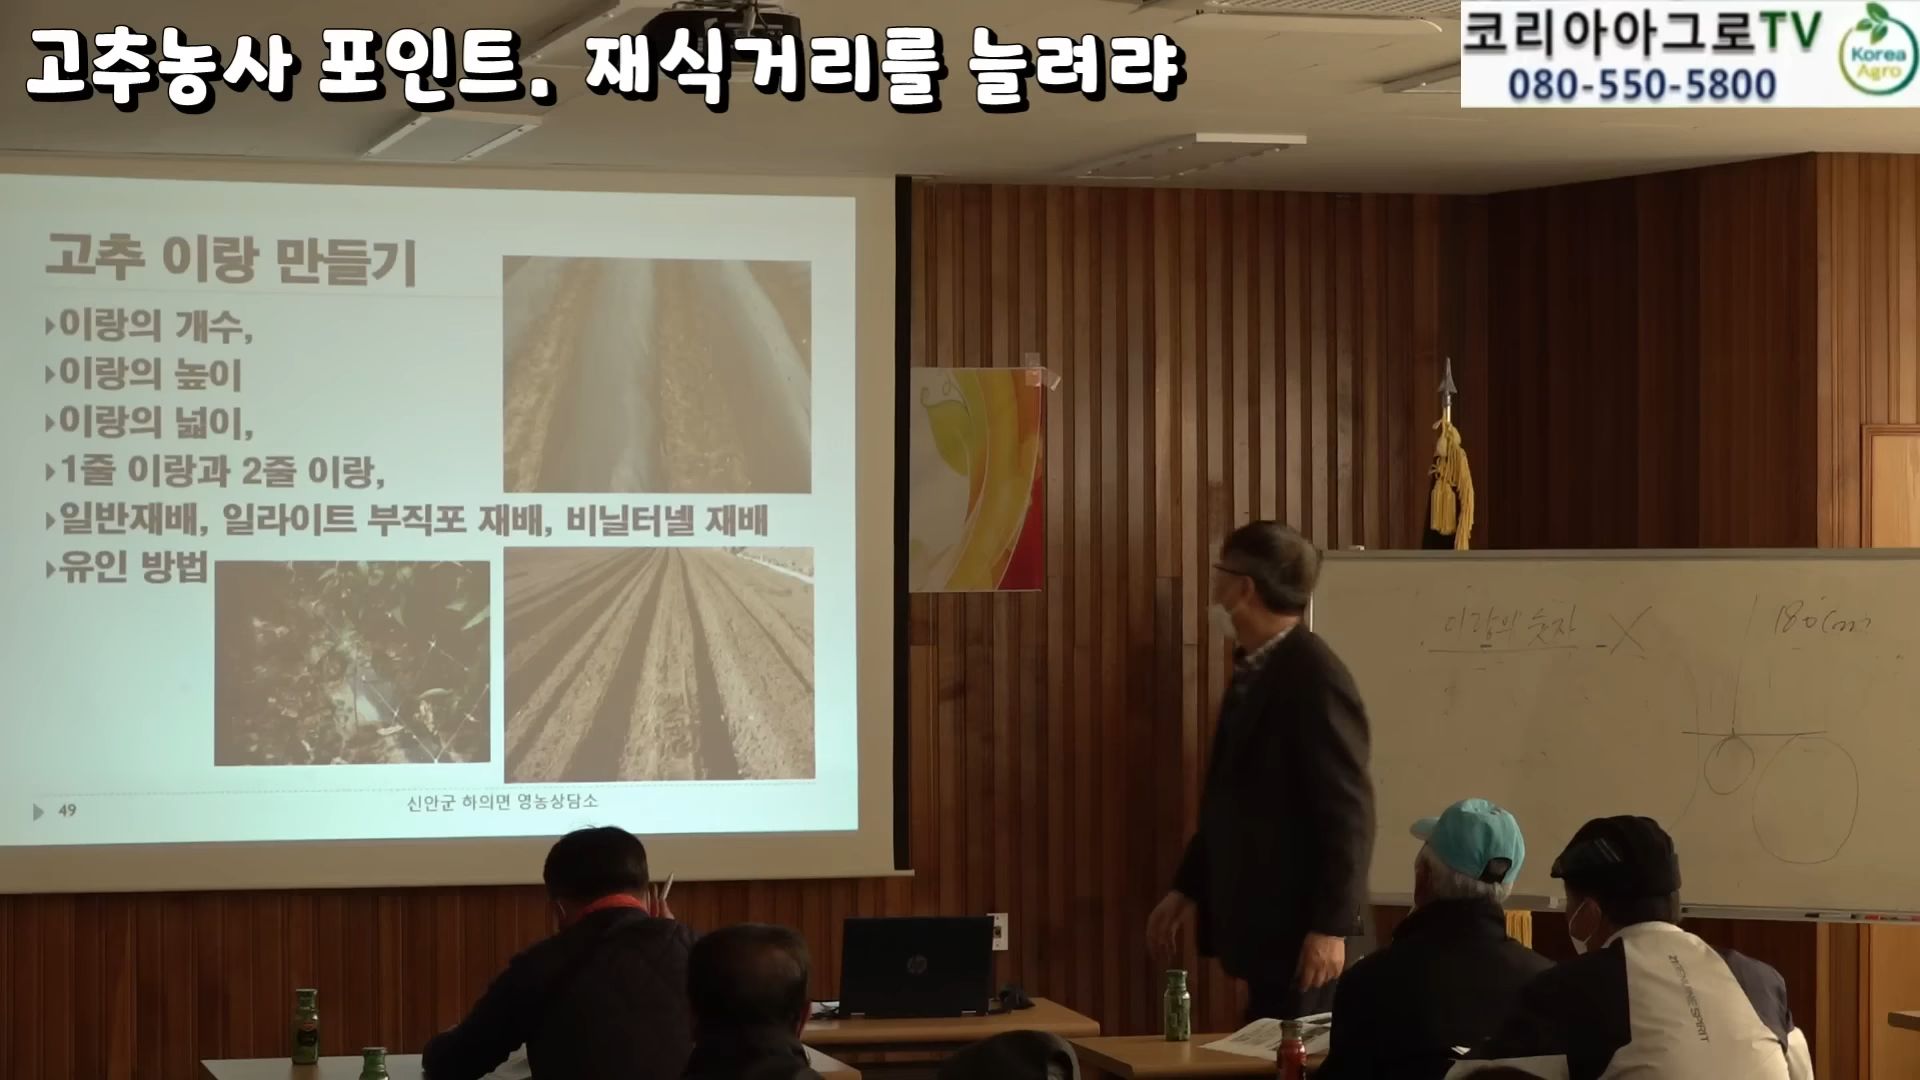 고추농사 포인트. 재식거리를 늘려랴
코리아아그로TV
080-550-5800
Korea
Agro
고추 이랑 만들기
이랑의 개수,
이랑의 높이
이랑의 넓이,
1줄 이랑과 2줄 이랑,
일반재배, 일라이트 부직포 재배, 비닐터넬 재배
유인 방법
49
신안군 하의면 영농상담소
이랑의 숫자 - X
180cm
hp